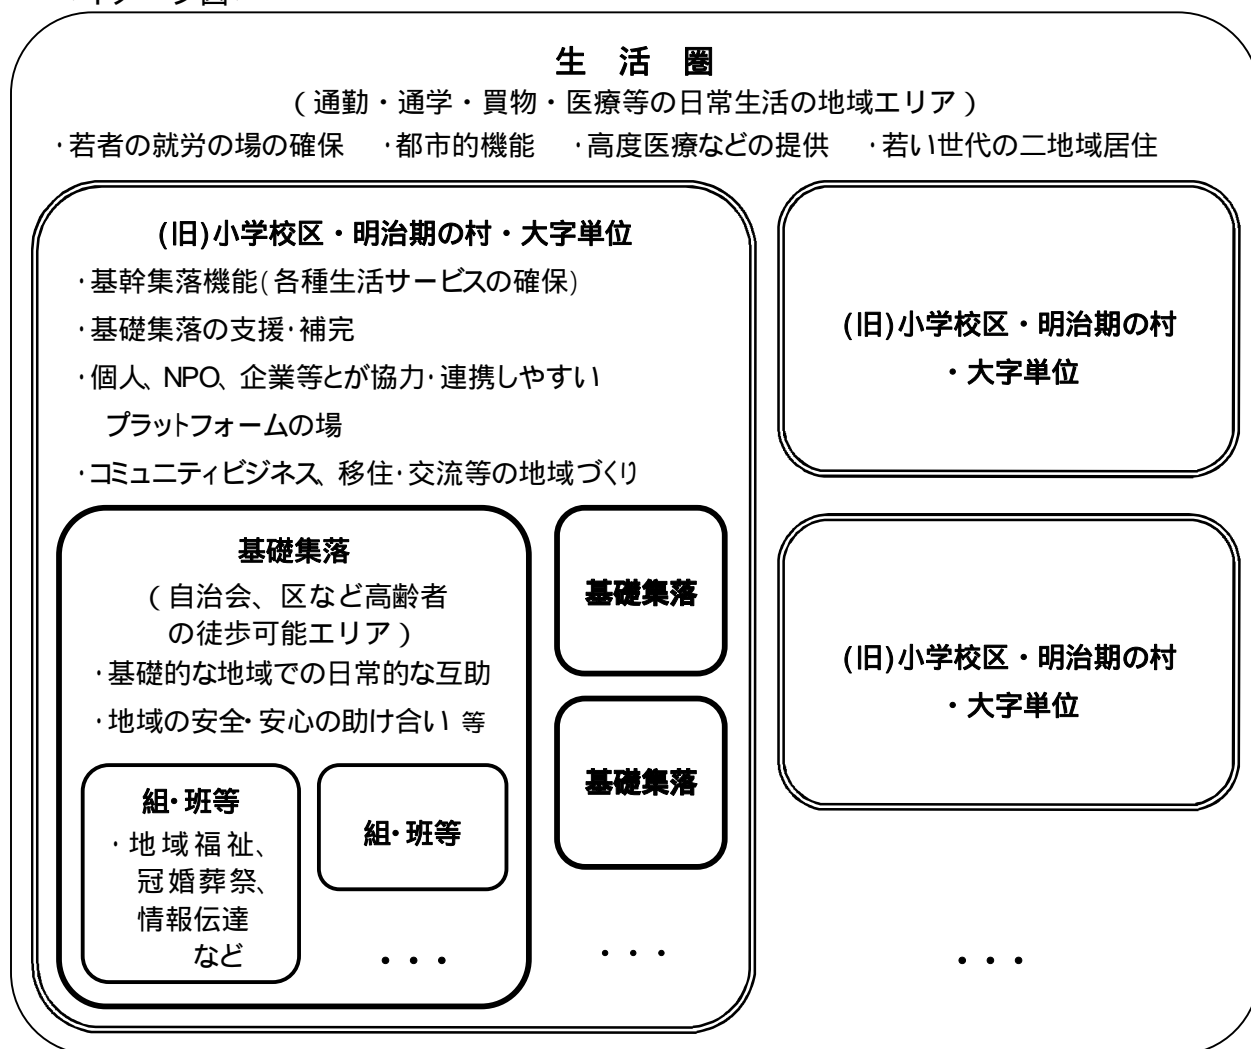 生 活 圏
（ 通勤・通学・買物・医療等の日常生活の地域エリア ）
・若者の就労の場の確保　・都市的機能　・高度医療などの提供　・若い世代の二地域居住
(旧)小学校区・明治期の村・大字単位
・基幹集落機能(各種生活サービスの確保)
・基礎集落の支援・補完
・個人、NPO、企業等とが協力・連携しやすい
プラットフォームの場
・コミュニティビジネス、移住・交流等の地域づくり
基礎集落
（ 自治会、区など高齢者
の徒歩可能エリア ）
・基礎的な地域での日常的な互助
・地域の安全・安心の助け合い 等
組・班等
・地域福祉、
冠婚葬祭、
情報伝達
など
組・班等
・・・
基礎集落
基礎集落
・・・
(旧)小学校区・明治期の村
・大字単位
(旧)小学校区・明治期の村
・大字単位
・・・